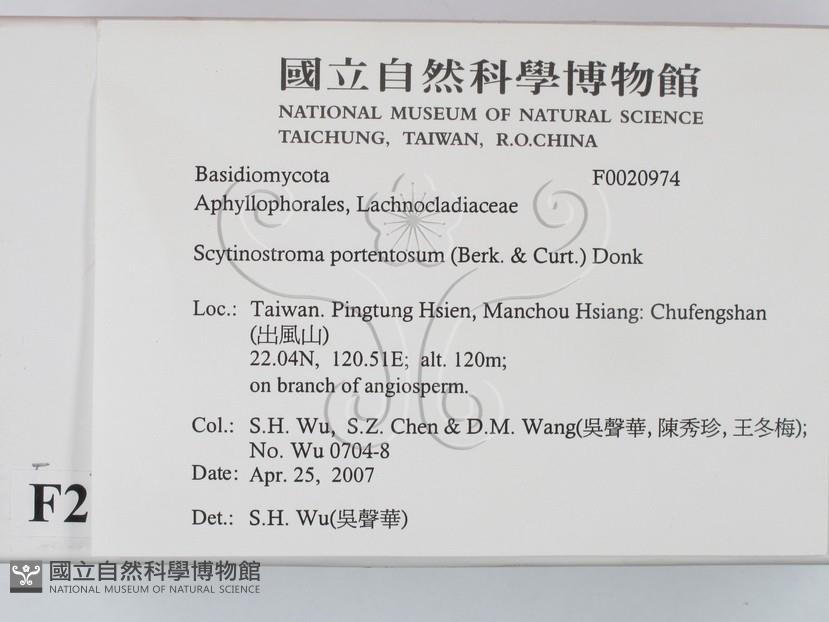 國立自然科學博物館
NATIONAL MUSEUM OF NATURAL SCIENCE
TAICHUNG, TAIWAN, R.O.CHINA
Basidiomycota F0020974
Aphyllophorales, Lachnocladiaceae
Scytinostroma portentosum (Berk. & Curt.) Donk
Loc.: Taiwan. Pingtung Hsien, Manchou Hsiang: Chufengshan
(出風山)
22.04N, 120.51E; alt. 120m;
on branch of angiosperm.
Col.: S.H. Wu, S.Z. Chen & D.M. Wang(吳聲華, 陳秀珍, 王冬梅);
No. Wu 0704-8
Date: Apr. 25, 2007
Det.: S.H. Wu(吳聲華)
F2
國立自然科學博物館
NATIONAL MUSEUM OF NATURAL SCIENCE